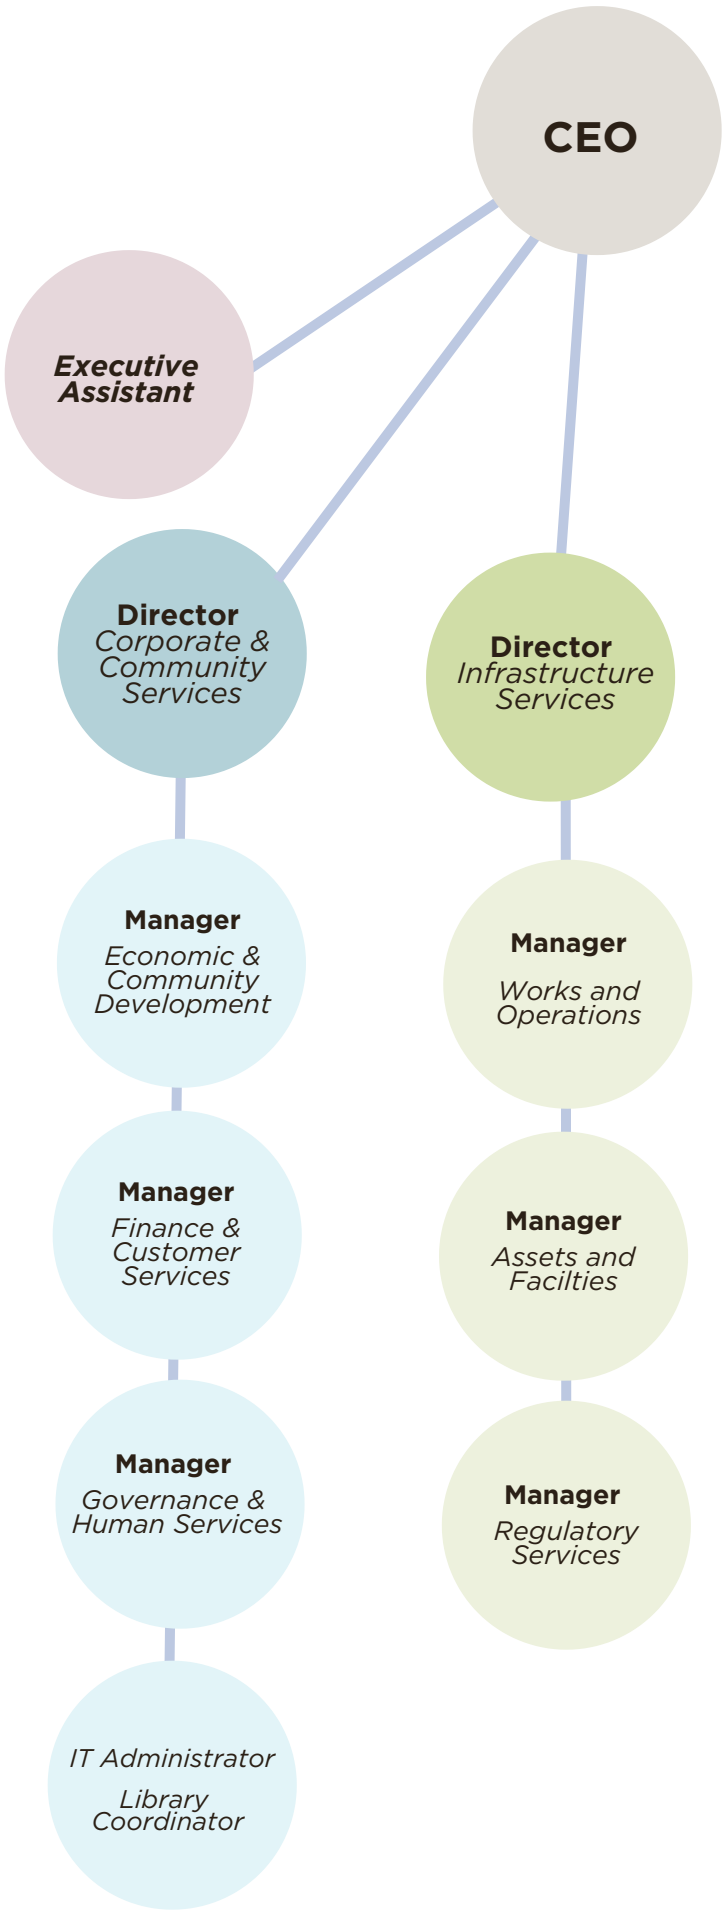 CEO
Executive
Assistant
Director
Corporate &
Community
Services
Director
Infrastructure
Services
Manager
Economic &
Community
Development
Manager
Works and
Operations
Manager
Finance &
Customer
Services
Manager
Assets and
Facilties
Manager
Governance &
Human Services
Manager
Regulatory
Services
IT Administrator
Library
Coordinator